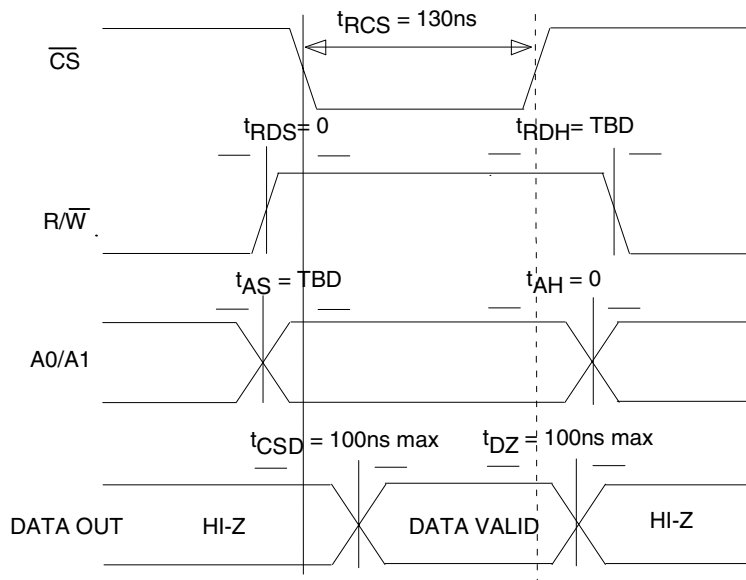 tRCS = 130ns
C̅S̅
tRDS= 0
tRDH= TBD
R/W̅
tAS = TBD
tAH = 0
A0/A1
tCSD = 100ns max
tDZ = 100ns max
DATA OUT
HI-Z
DATA VALID
HI-Z